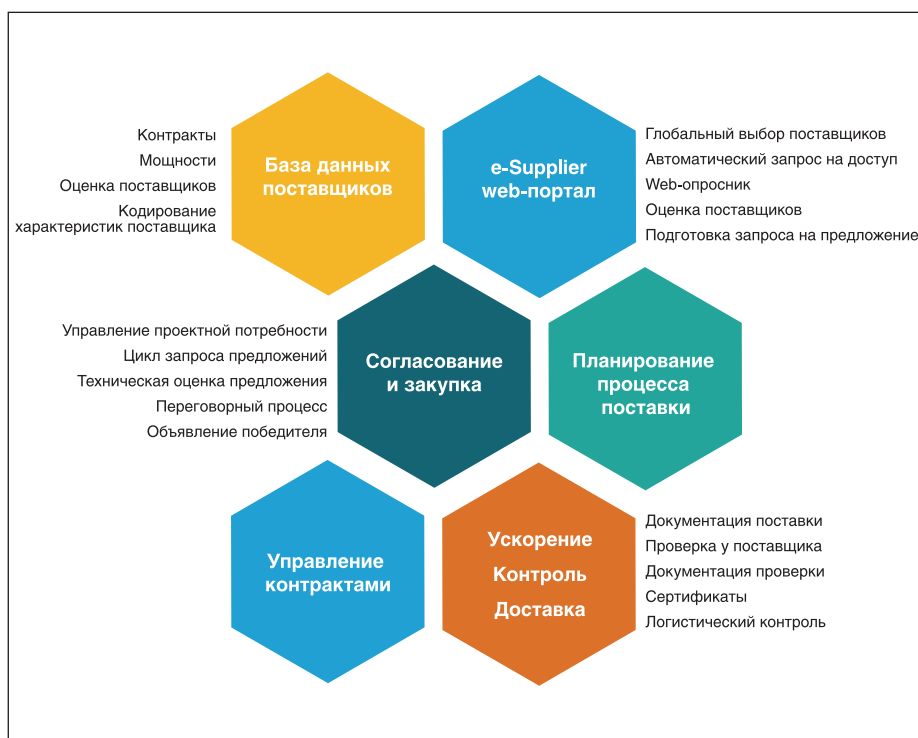 Контракты
Мощности
Оценка поставщиков
Кодирование
характеристик поставщика
База данных
поставщиков
e-Supplier
web-портал
Глобальный выбор поставщиков
Автоматический запрос на доступ
Web-опросник
Оценка поставщиков
Подготовка запроса на предложение
Управление проектной потребности
Цикл запроса предложений
Техническая оценка предложения
Переговорный процесс
Объявление победителя
Согласование
и закупка
Планирование
процесса
поставки
Управление
контрактами
Ускорение
Контроль
Доставка
Документация поставки
Проверка у поставщика
Документация проверки
Сертификаты
Логистический контроль